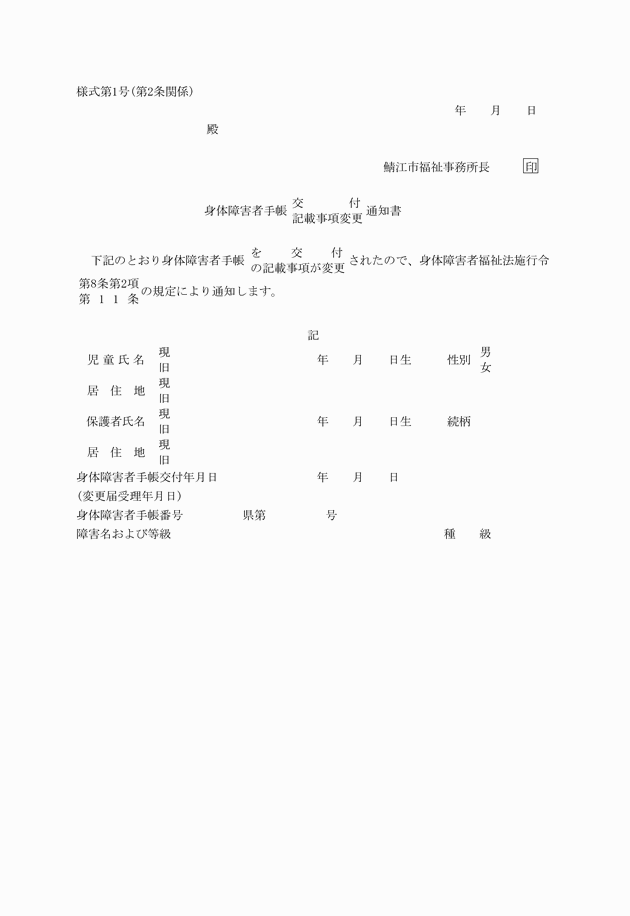 様式第1号(第2条関係)
年　月　日
殿
鯖江市福祉事務所長　印
身体障害者手帳 交付 通知書
記載事項変更
下記のとおり身体障害者手帳 を交付 されたので、身体障害者福祉法施行令
の記載事項が変更
第8条第2項
第11条 の規定により通知します。
記
児童氏名 現　年　月　日生　性別 男
旧　女
居住地 現
旧
保護者氏名 現　年　月　日生　続柄
旧
居住地 現
旧
身体障害者手帳交付年月日　年　月　日
(変更届受理年月日)
身体障害者手帳番号　県第　号
障害名および等級　種　級